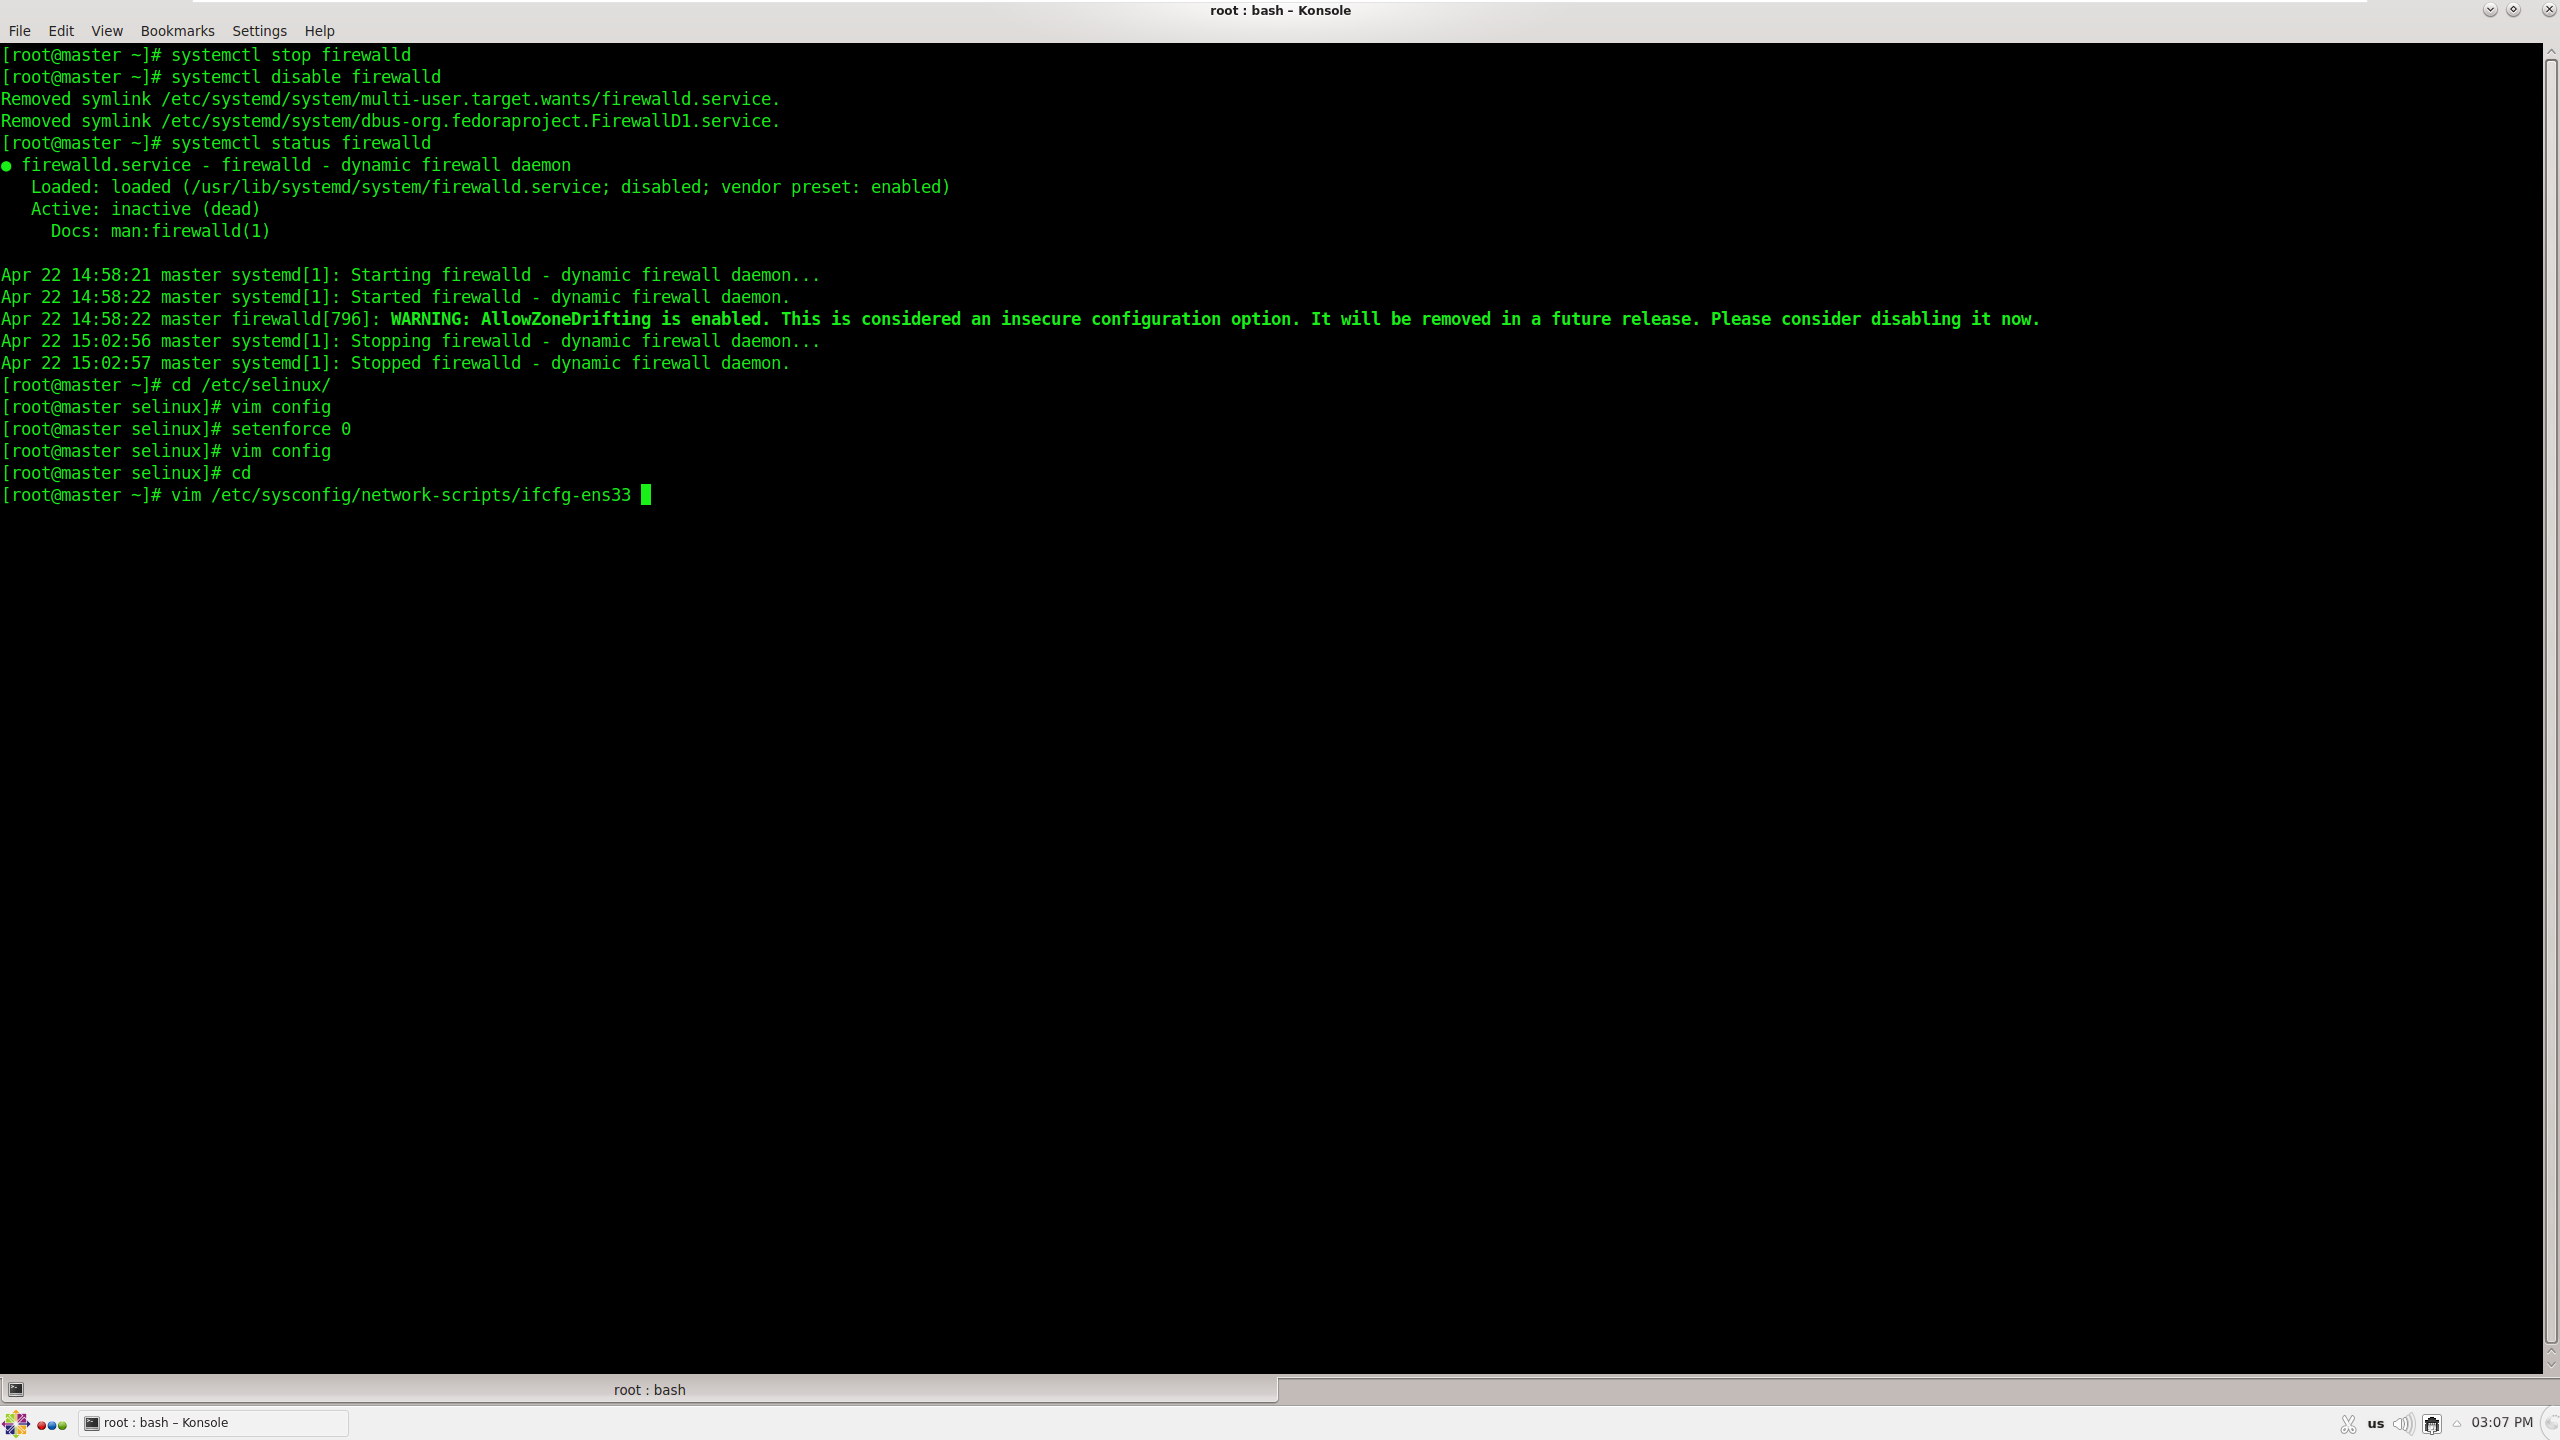 root : bash – Konsole
File Edit View Bookmarks Settings Help
[root@master ~]# systemctl stop firewalld
[root@master ~]# systemctl disable firewalld
Removed symlink /etc/systemd/system/multi-user.target.wants/firewalld.service.
Removed symlink /etc/systemd/system/dbus-org.fedoraproject.FirewallD1.service.
[root@master ~]# systemctl status firewalld
● firewalld.service - firewalld - dynamic firewall daemon
   Loaded: loaded (/usr/lib/systemd/system/firewalld.service; disabled; vendor preset: enabled)
   Active: inactive (dead)
     Docs: man:firewalld(1)

Apr 22 14:58:21 master systemd[1]: Starting firewalld - dynamic firewall daemon...
Apr 22 14:58:22 master systemd[1]: Started firewalld - dynamic firewall daemon.
Apr 22 14:58:22 master firewalld[796]: WARNING: AllowZoneDrifting is enabled. This is considered an insecure configuration option. It will be removed in a future release. Please consider disabling it now.
Apr 22 15:02:56 master systemd[1]: Stopping firewalld - dynamic firewall daemon...
Apr 22 15:02:57 master systemd[1]: Stopped firewalld - dynamic firewall daemon.
[root@master ~]# cd /etc/selinux/
[root@master selinux]# vim config
[root@master selinux]# setenforce 0
[root@master selinux]# vim config
[root@master selinux]# cd
[root@master ~]# vim /etc/sysconfig/network-scripts/ifcfg-ens33
root : bash
root : bash – Konsole
us
03:07 PM